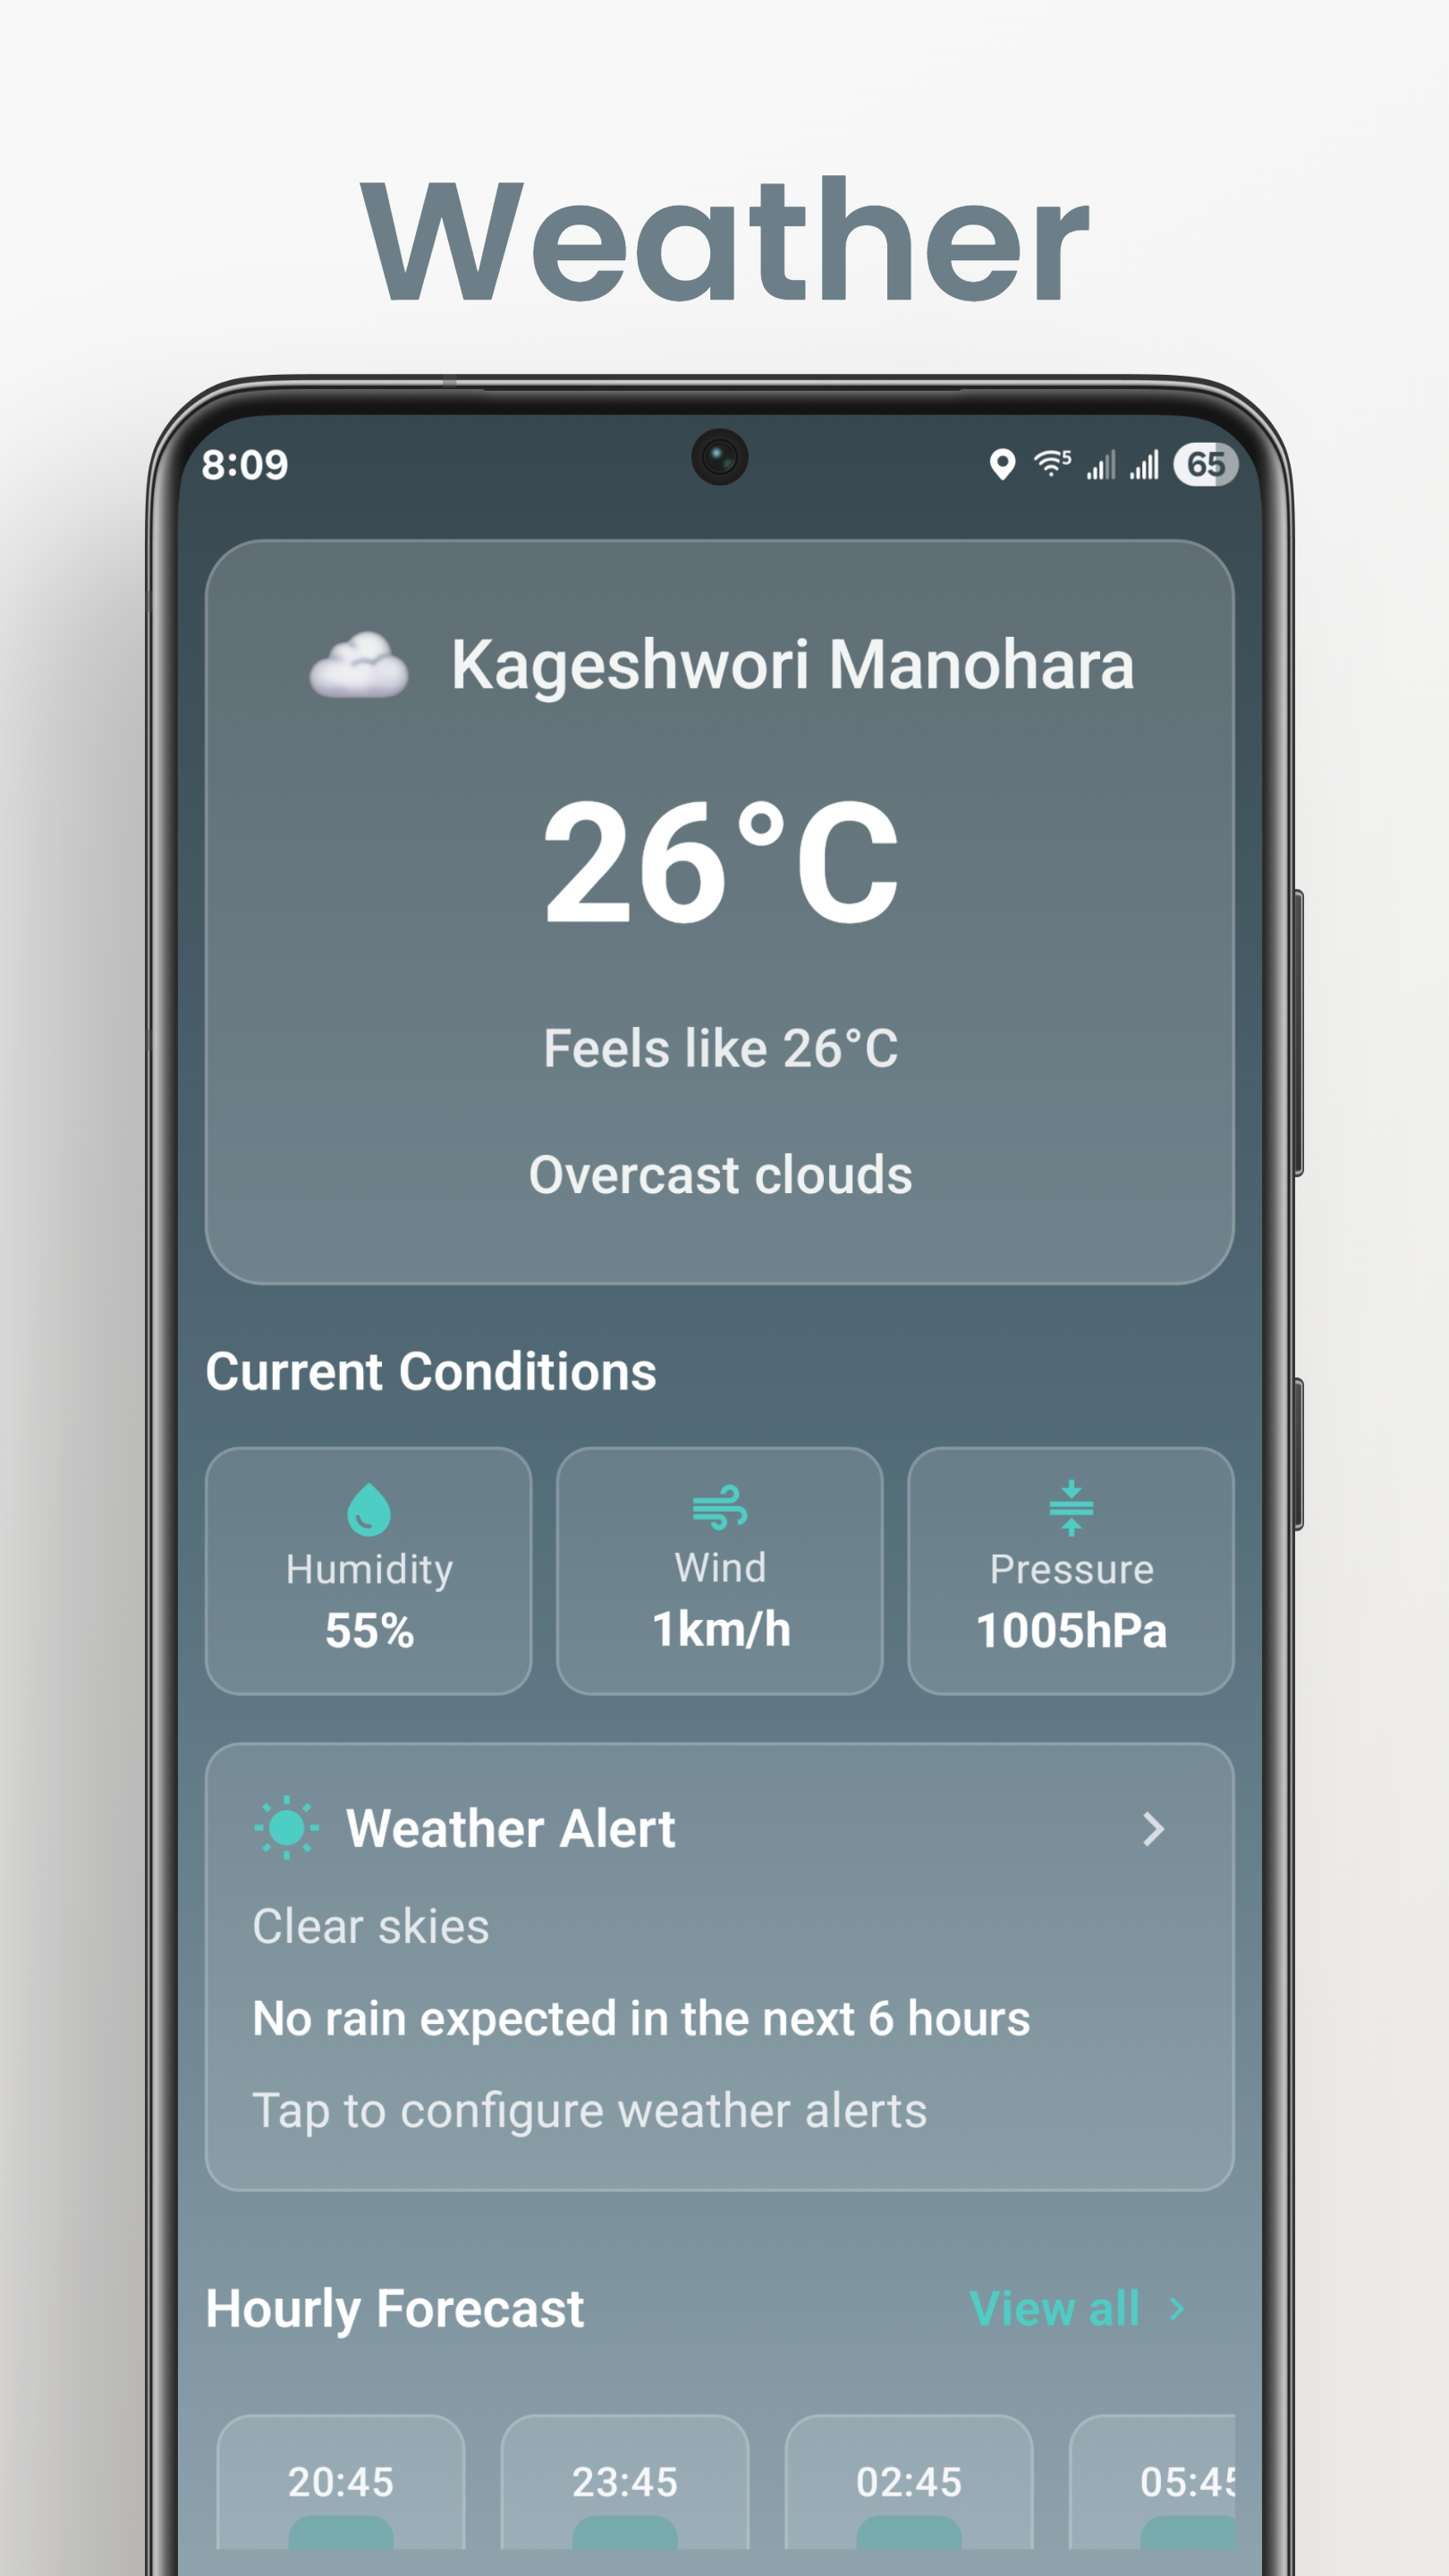 Weather
8:09
5
65
Kageshwori Manohara
26°C
Feels like 26°C
Overcast clouds
Current Conditions
Humidity
55%
Wind
1km/h
Pressure
1005hPa
Weather Alert
Clear skies
No rain expected in the next 6 hours
Tap to configure weather alerts
Hourly Forecast
View all
20:45
23:45
02:45
05:45